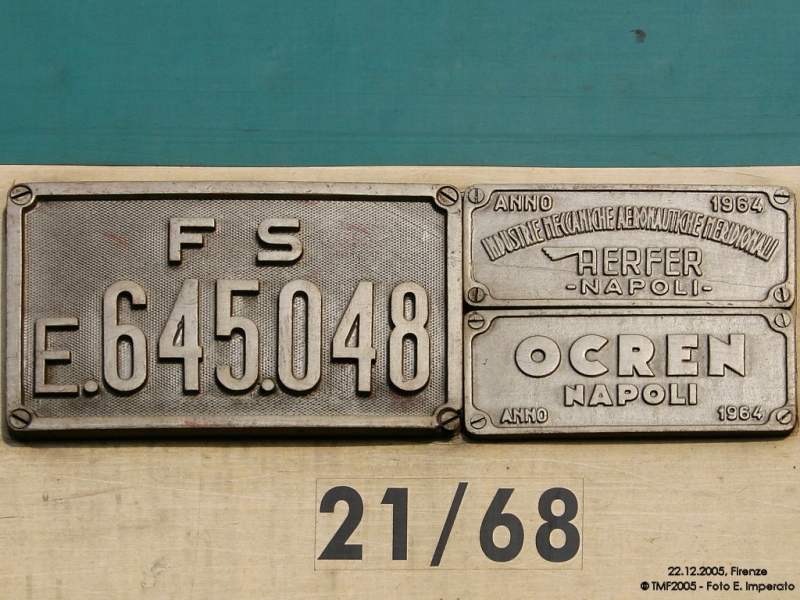 F S
E.645.048
ANNO 1964
INDUSTRIE MECCANICHE AERONAUTICHE MERIDIONALI
AERFER
-NAPOLI-
OCREN
NAPOLI
ANNO 1964
21/68
22.12.2005, Firenze
© TMF2005 - Foto E. Imperato